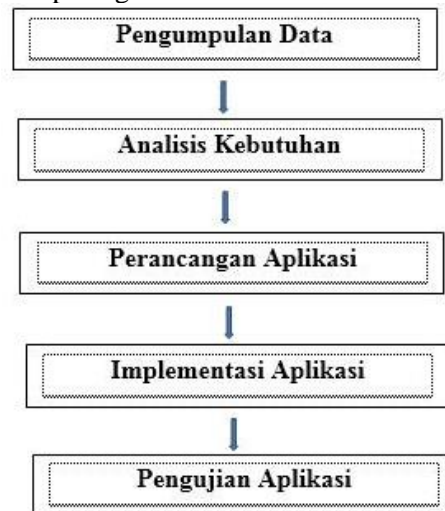 Pengumpulan Data
Analisis Kebutuhan
Perancangan Aplikasi
Implementasi Aplikasi
Pengujian Aplikasi